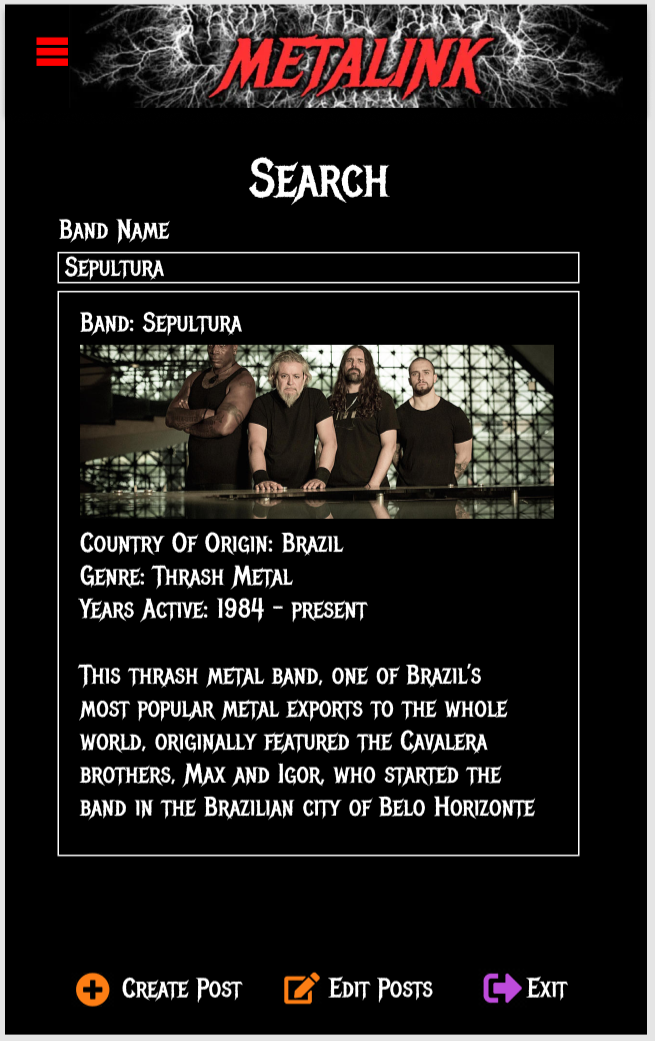 METALINK
Search
Band Name
Sepultura
Band: Sepultura
Country Of Origin: Brazil
Genre: Thrash Metal
Years Active: 1984 - present
This thrash metal band, one of Brazil's
most popular metal exports to the whole
world, originally featured the Cavalera
brothers, Max and Igor, who started the
band in the Brazilian city of Belo Horizonte
Create Post
Edit Posts
Exit